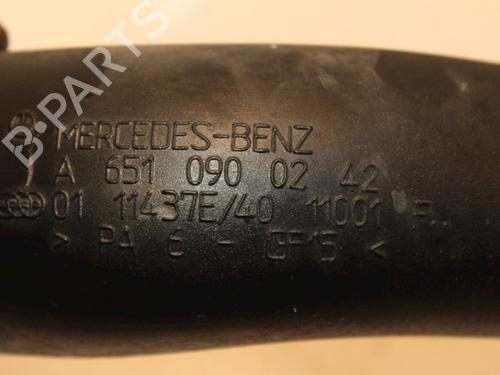 MERCEDES-BENZ
A 651 090 02 42
01 11437E/40 11001
> PA 6 - GF15 <
B-PARTS